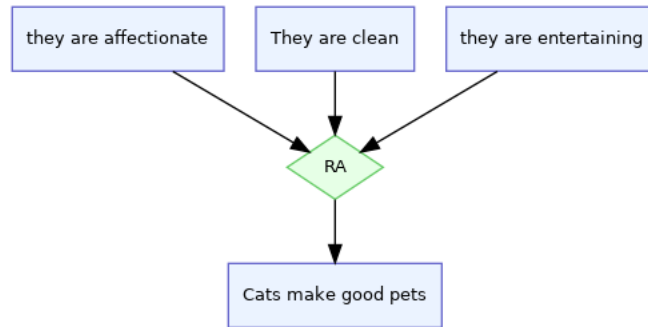 they are affectionate
They are clean
they are entertaining
RA
Cats make good pets